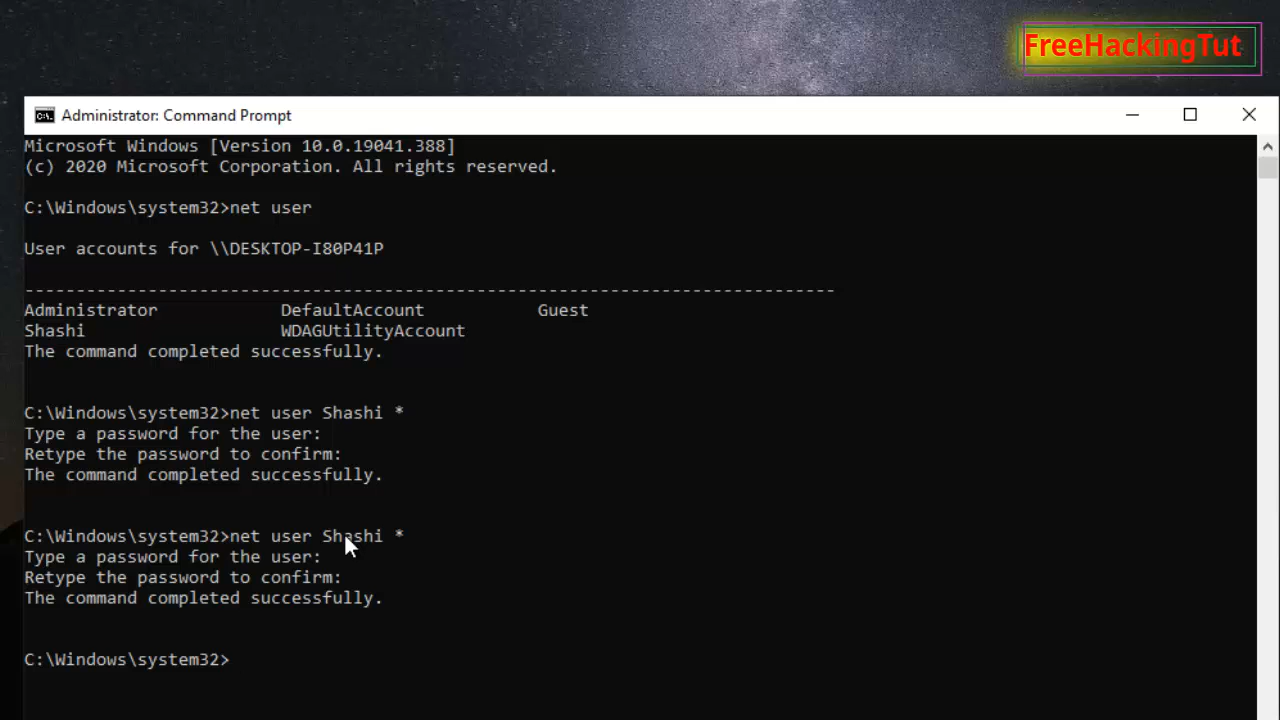 FreeHackingTut
Administrator: Command Prompt
Microsoft Windows [Version 10.0.19041.388]
(c) 2020 Microsoft Corporation. All rights reserved.
C:\Windows\system32>net user
User accounts for \\DESKTOP-I80P41P
-------------------------------------------------------------------------------
Administrator            DefaultAccount           Guest
Shashi                   WDAGUtilityAccount
The command completed successfully.
C:\Windows\system32>net user Shashi *
Type a password for the user:
Retype the password to confirm:
The command completed successfully.
C:\Windows\system32>net user Shashi *
Type a password for the user:
Retype the password to confirm:
The command completed successfully.
C:\Windows\system32>